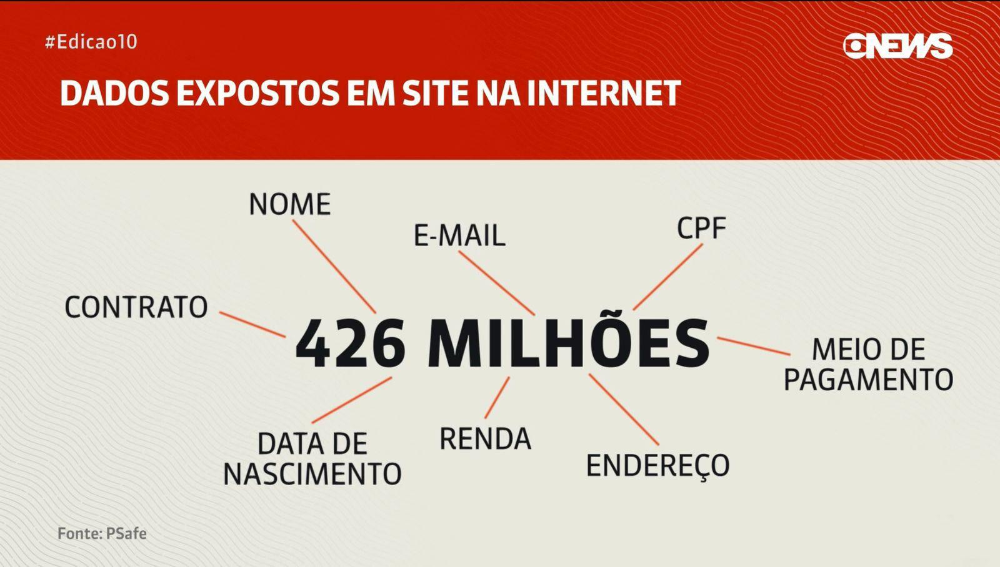 #Edicao10
GNEWS
DADOS EXPOSTOS EM SITE NA INTERNET
NOME
E-MAIL
CPF
CONTRATO
426 MILHÕES
MEIO DE
PAGAMENTO
DATA DE
NASCIMENTO
RENDA
ENDEREÇO
Fonte: PSafe